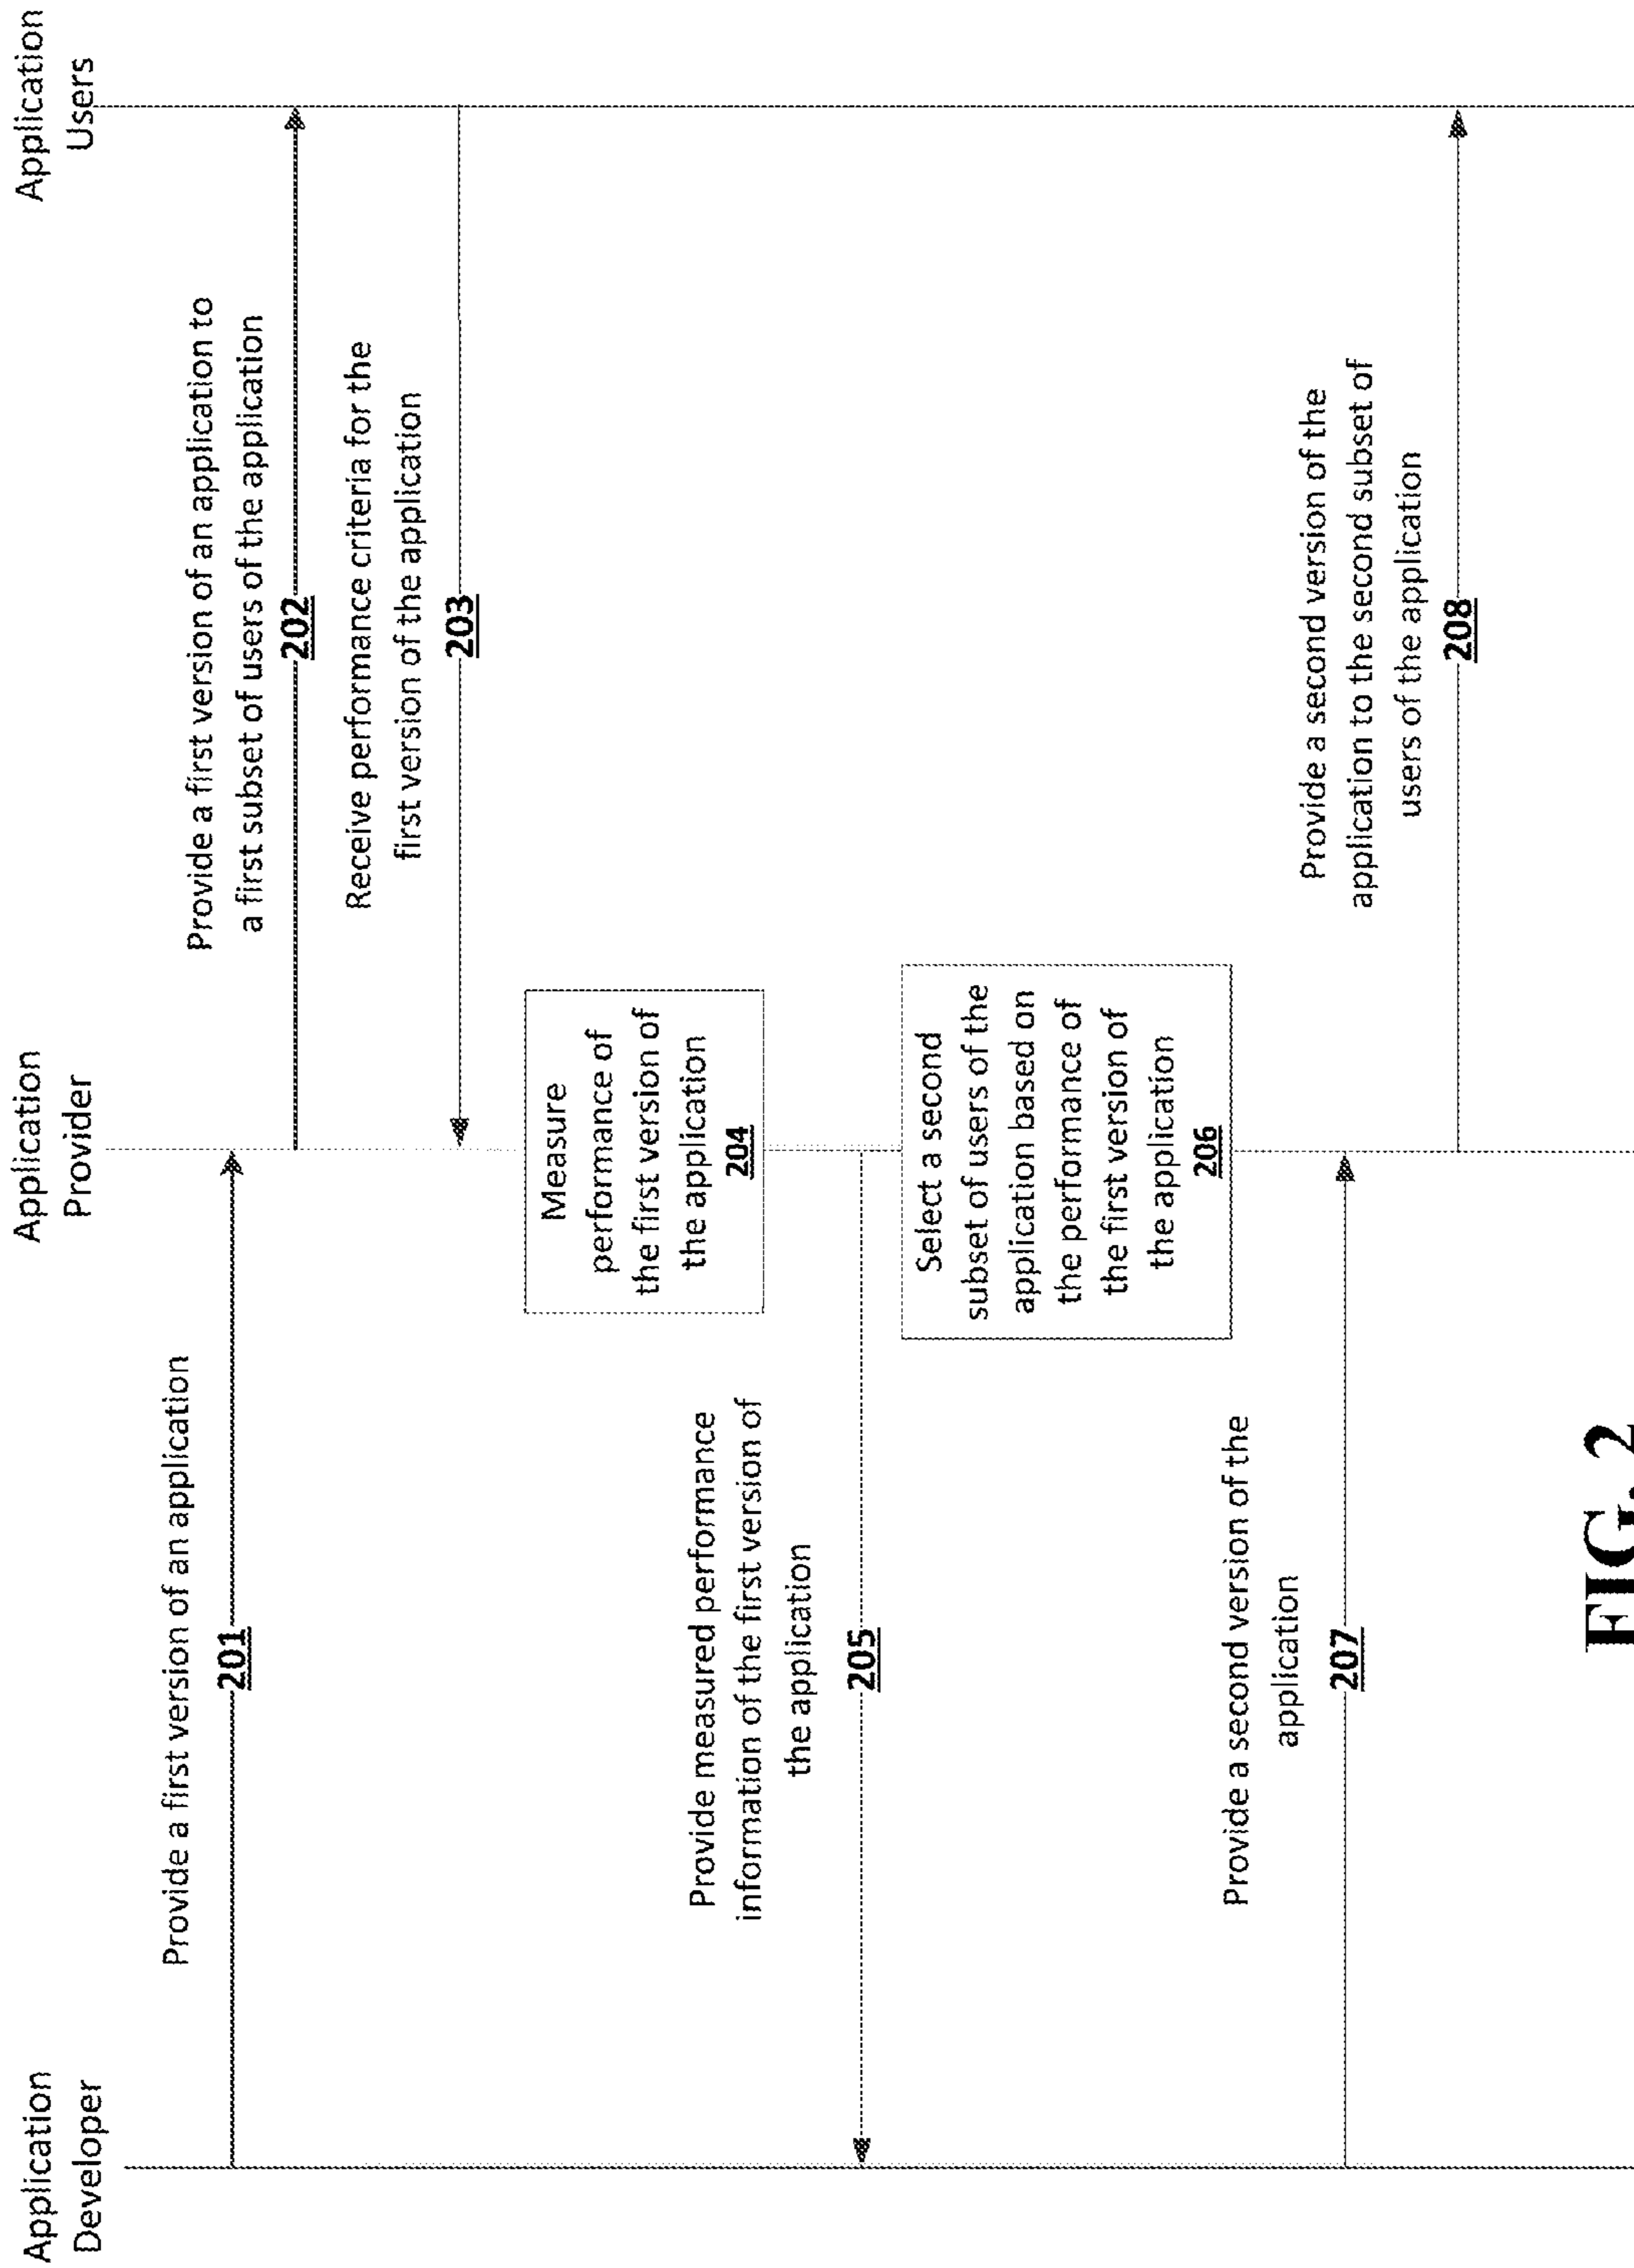 Application
Developer
Application
Provider
Application
Users
Provide a first version of an application
201
Provide a first version of an application to
a first subset of users of the application
202
Receive performance criteria for the
first version of the application
203
Measure
performance of
the first version of
the application
204
Provide measured performance
information of the first version of
the application
205
Select a second
subset of users of the
application based on
the performance of
the first version of
the application
206
Provide a second version of the
application
207
Provide a second version of the
application to the second subset of
users of the application
208
FIG. 2